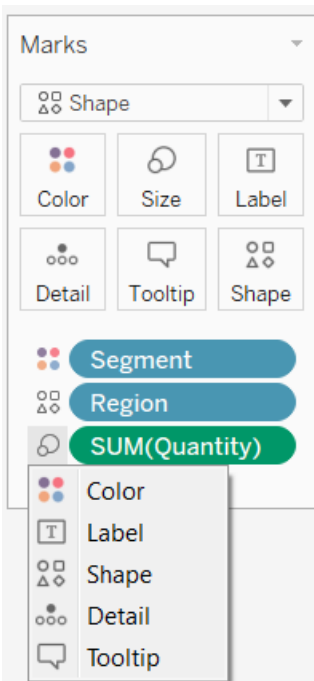 Marks
Shape
Color Size T Label
Detail Tooltip Shape
Segment
Region
SUM(Quantity)
Color
T Label
Shape
Detail
Tooltip